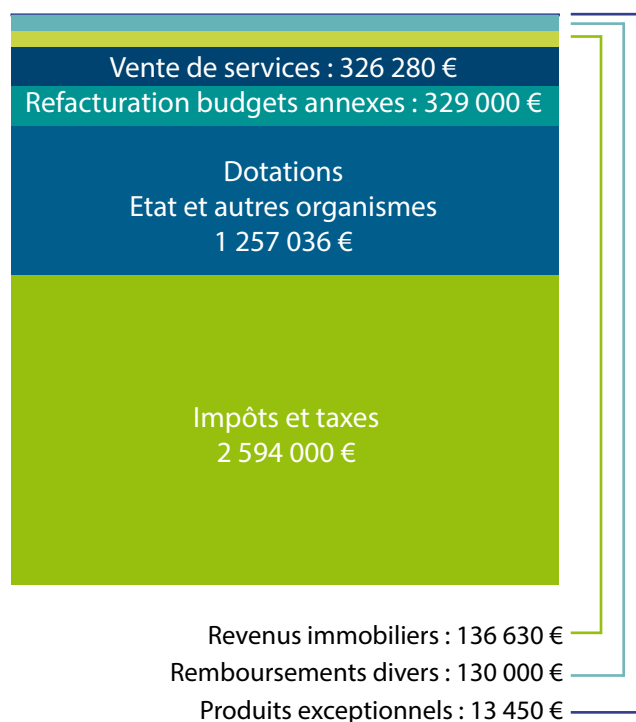 Vente de services : 326 280 €
Refacturation budgets annexes : 329 000 €
Dotations
Etat et autres organismes
1 257 036 €
Impôts et taxes
2 594 000 €
Revenus immobiliers : 136 630 €
Remboursements divers : 130 000 €
Produits exceptionnels : 13 450 €